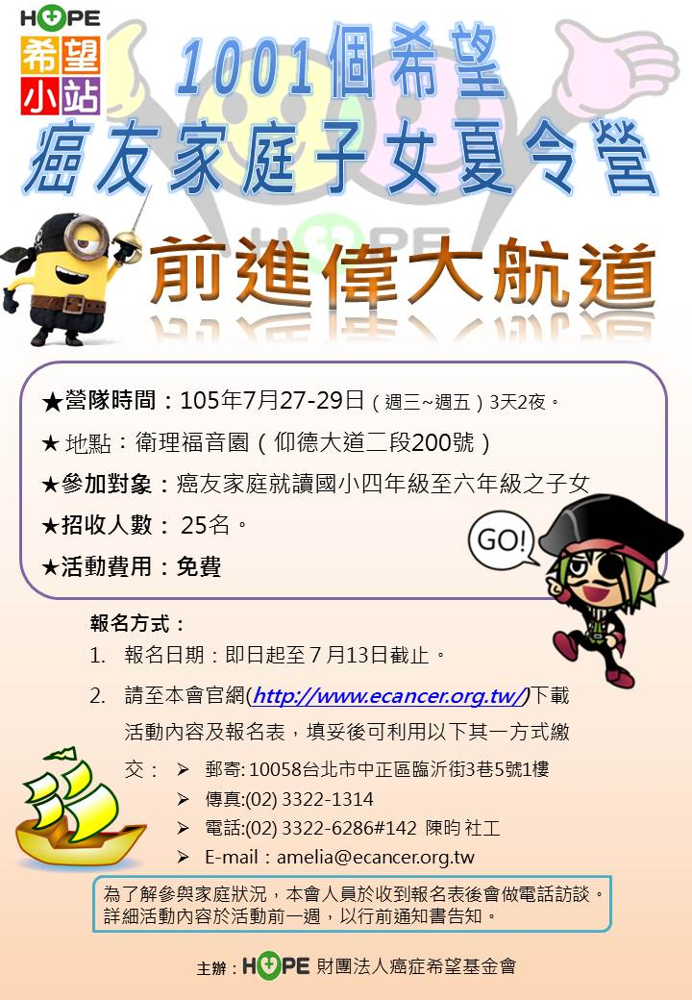 HOPE
希望
小站
1001個希望
癌友家庭子女夏令營
HOPE
前進偉大航道
★營隊時間：105年7月27-29日（週三~週五）3天2夜。
★ 地點：衛理福音園（仰德大道二段200號）
★參加對象：癌友家庭就讀國小四年級至六年級之子女
★招收人數： 25名。
★活動費用：免費
GO!
報名方式：
1. 報名日期：即日起至７月13日截止。
2. 請至本會官網(http://www.ecancer.org.tw/)下載
活動內容及報名表，填妥後可利用以下其一方式繳
交： ➢ 郵寄: 10058台北市中正區臨沂街3巷5號1樓
➢ 傳真:(02) 3322-1314
➢ 電話:(02) 3322-6286#142 陳昀 社工
➢ E-mail：amelia@ecancer.org.tw
為了解參與家庭狀況，本會人員於收到報名表後會做電話訪談。
詳細活動內容於活動前一週，以行前通知書告知。
主辦：HOPE 財團法人癌症希望基金會